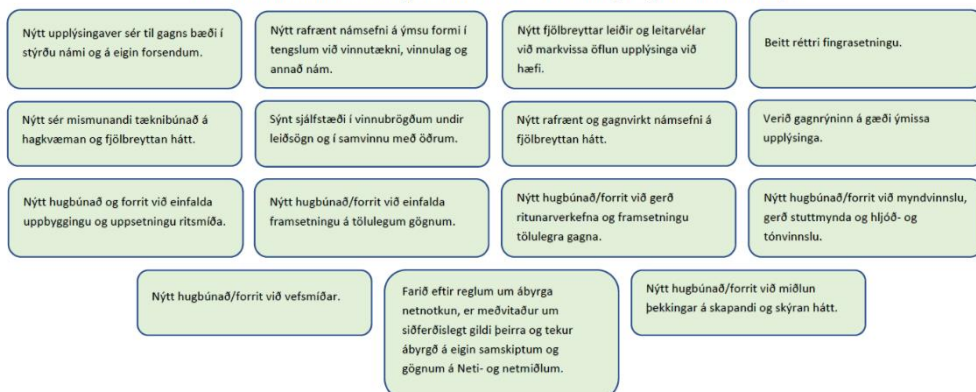 Nýtt upplýsingaver sér til gagns bæði í
stýrðu námi og á eigin forsendum.
Nýtt rafrænt námsefni á ýmsu formi í
tengslum við vinnutækni, vinnulag og
annað nám.
Nýtt fjölbreyttar leiðir og leitarvélar
við markvissa öflun upplýsinga við
hæfi.
Beitt réttri fingrasetningu.
Nýtt sér mismunandi tæknibúnað á
hagkvæman og fjölbreyttan hátt.
Sýnt sjálfstæði í vinnubrögðum undir
leiðsögn og í samvinnu með öðrum.
Nýtt rafrænt og gagnvirkt námsefni á
fjölbreyttan hátt.
Verið gagnrýninn á gæði ýmissa
upplýsinga.
Nýtt hugbúnað og forrit við einfalda
uppbyggingu og uppsetningu ritsmíða.
Nýtt hugbúnað/forrit við einfalda
framsetningu á tölulegum gögnum.
Nýtt hugbúnað/forrit við gerð
ritunarverkefna og framsetningu
tölulegra gagna.
Nýtt hugbúnað/forrit við myndvinnslu,
gerð stuttmynda og hljóð- og
tónvinnslu.
Nýtt hugbúnað/forrit við vefsmíðar.
Farið eftir reglum um ábyrga
netnotkun, er meðvitaður um
siðferðislegt gildi þeirra og tekur
ábyrgð á eigin samskiptum og
gögnum á Neti- og netmiðlum.
Nýtt hugbúnað/forrit við miðlun
þekkingar á skapandi og skýran hátt.